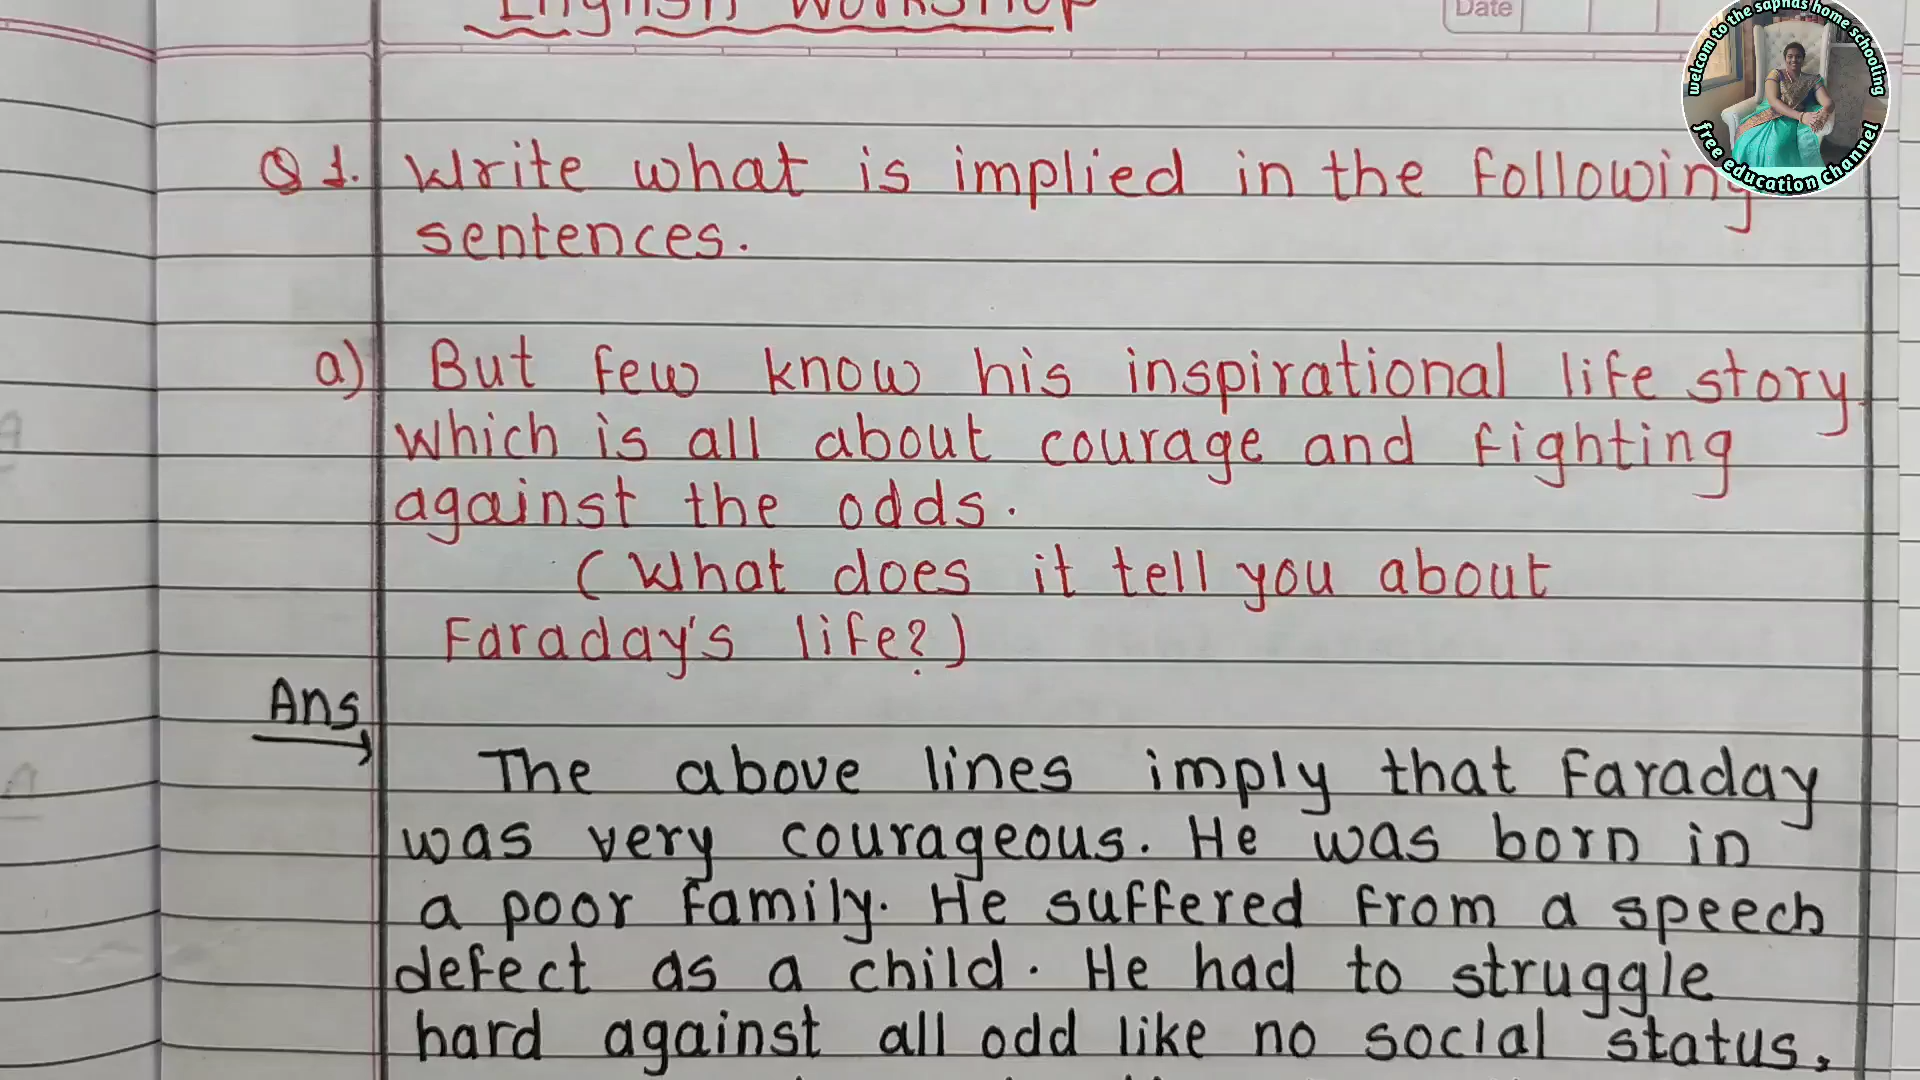 English Workshop
Date
welcom to the sapnas home schooling
free education channel
Q 1. Write what is implied in the following
sentences.
a) But few know his inspirational life story
which is all about courage and fighting
against the odds.
(What does it tell you about
Faraday's life?)
Ans
The above lines imply that Faraday
was very courageous. He was born in
a poor family. He suffered from a speech
defect as a child. He had to struggle
hard against all odd like no social status,